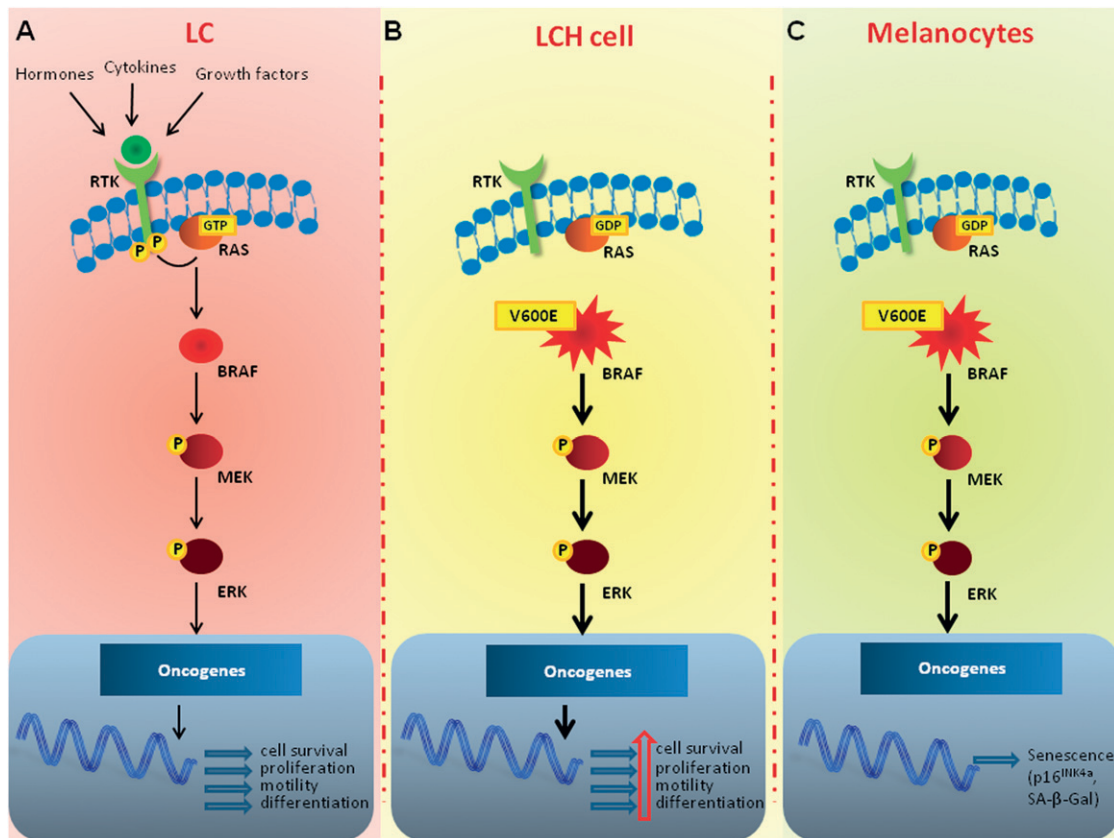 A
LC
Hormones
Cytokines
Growth factors
RTK
GTP
P
P
RAS
BRAF
P
MEK
P
ERK
Oncogenes
cell survival
proliferation
motility
differentiation
B
LCH cell
RTK
GDP
RAS
V600E
BRAF
P
MEK
P
ERK
Oncogenes
cell survival
proliferation
motility
differentiation
C
Melanocytes
RTK
GDP
RAS
V600E
BRAF
P
MEK
P
ERK
Oncogenes
Senescence
(p16INK4a,
SA-β-Gal)